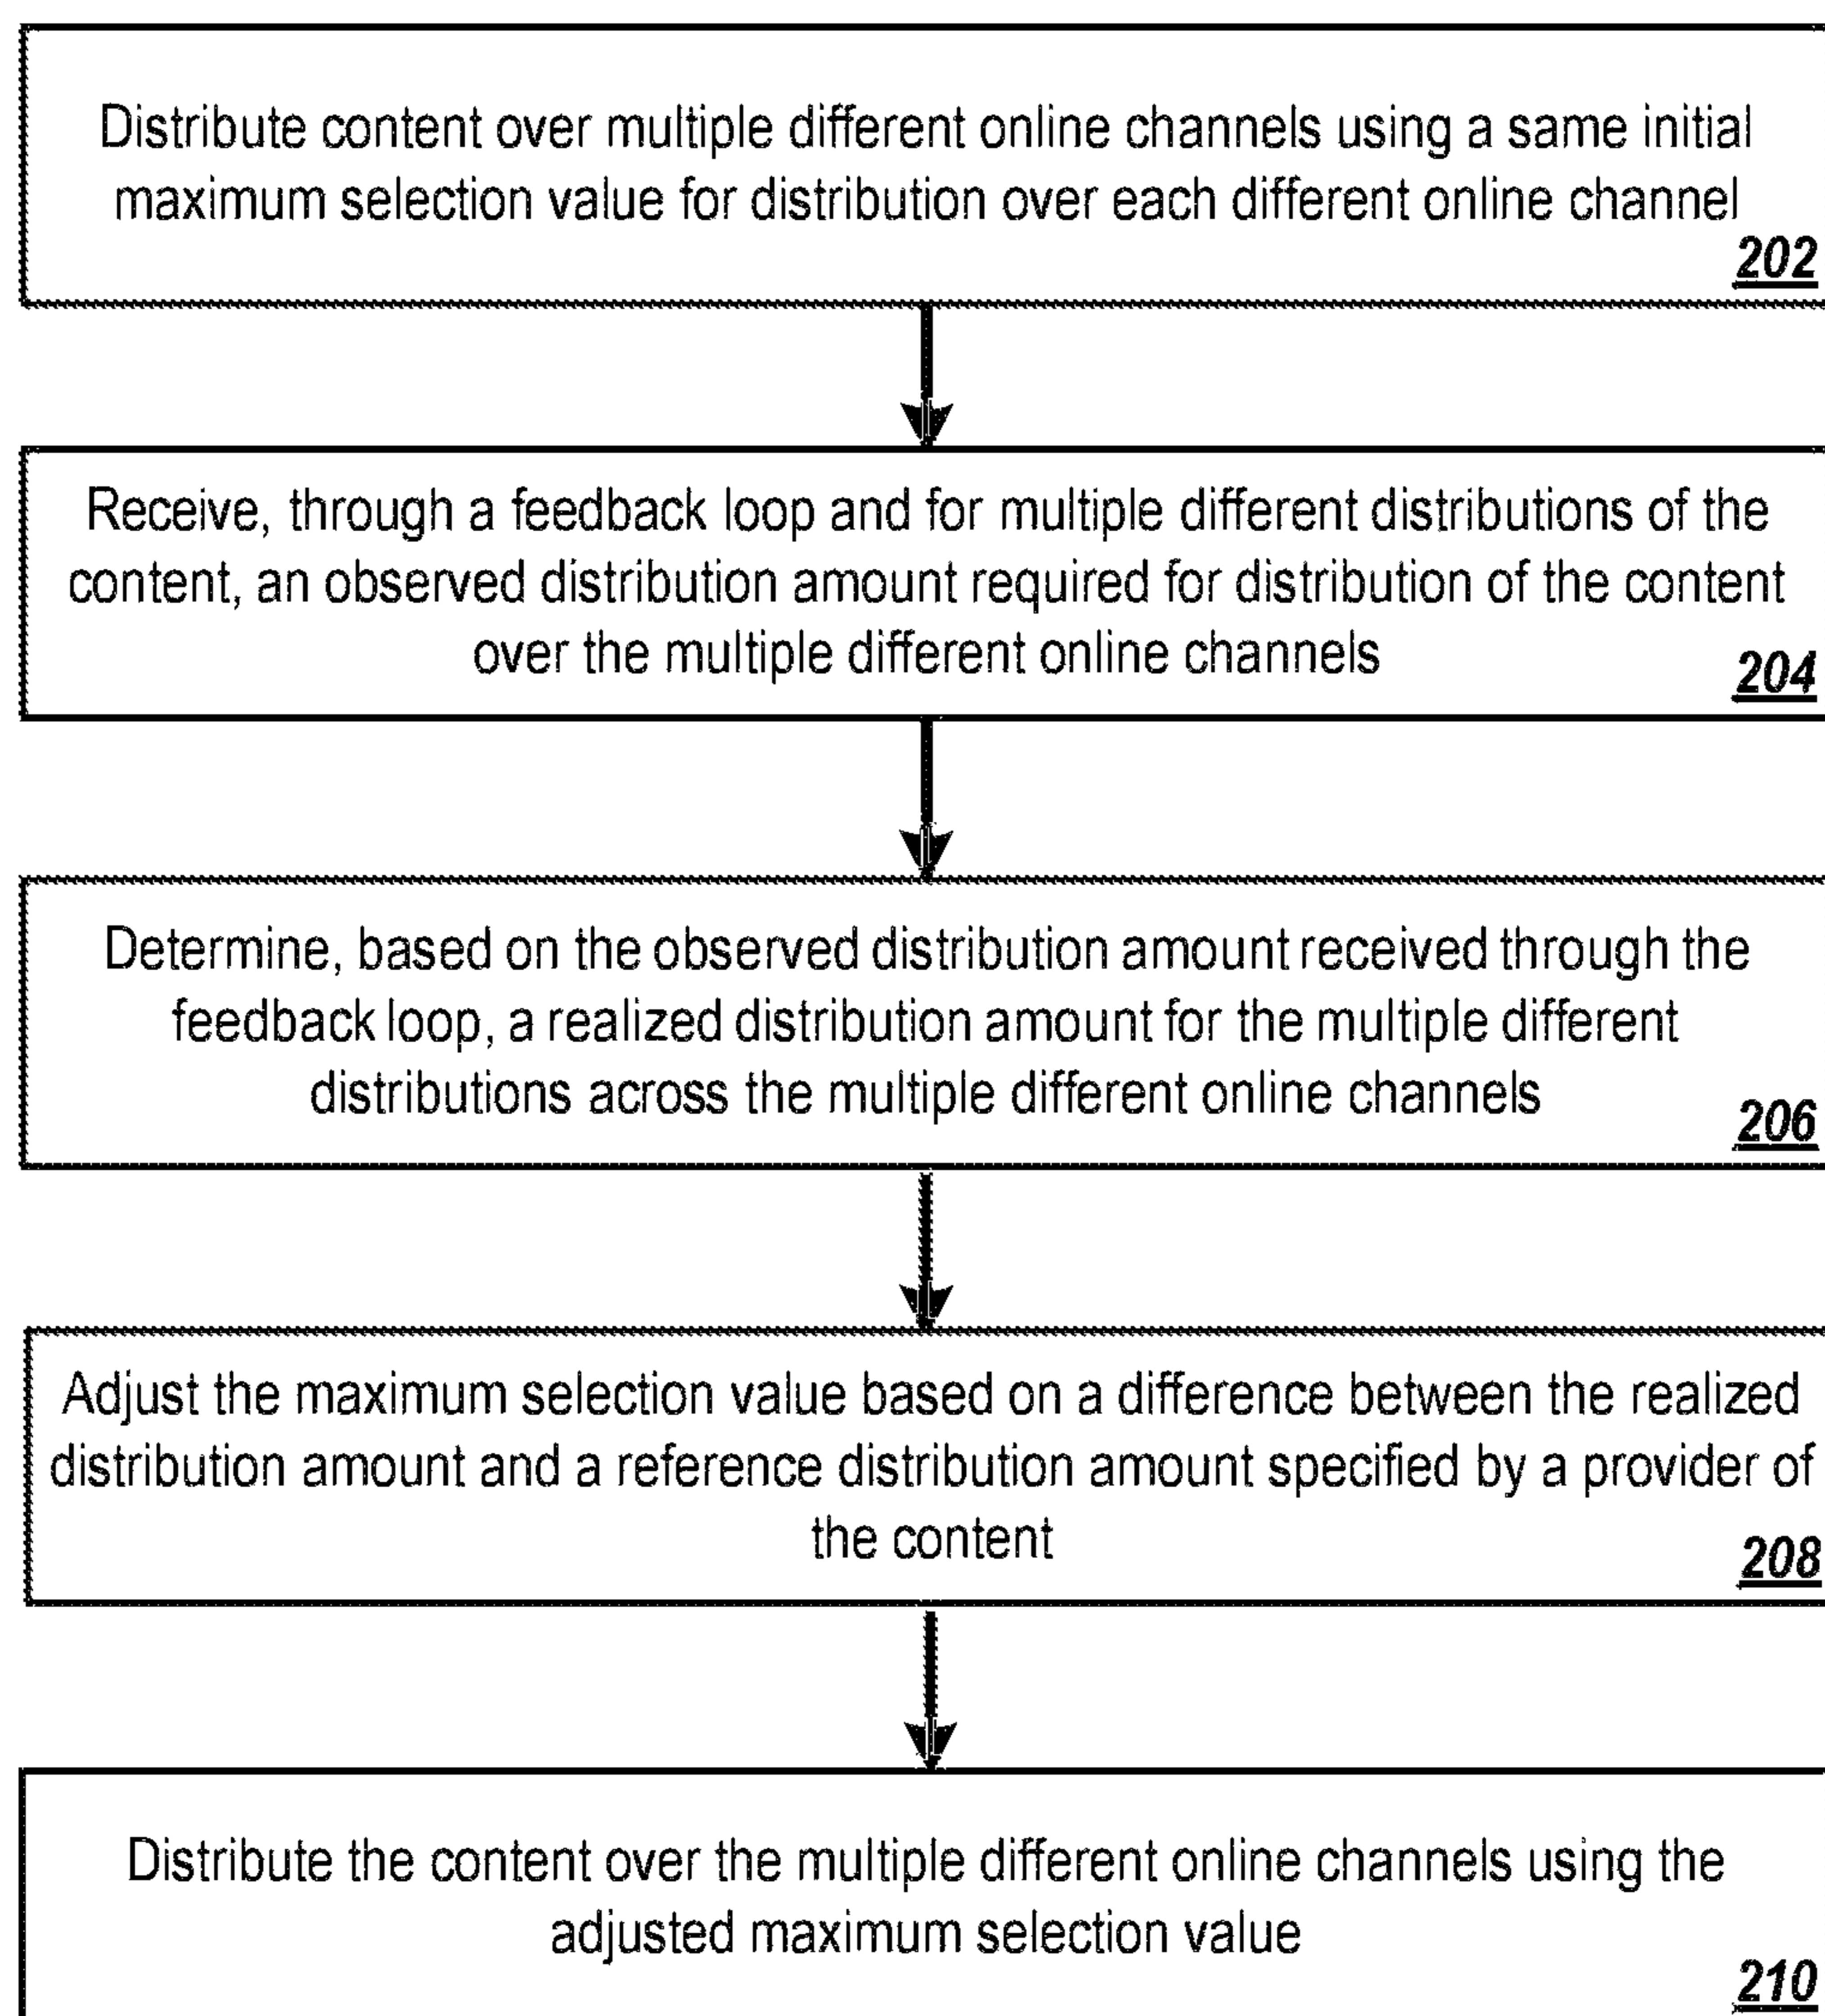 Distribute content over multiple different online channels using a same initial
maximum selection value for distribution over each different online channel
202
Receive, through a feedback loop and for multiple different distributions of the
content, an observed distribution amount required for distribution of the content
over the multiple different online channels
204
Determine, based on the observed distribution amount received through the
feedback loop, a realized distribution amount for the multiple different
distributions across the multiple different online channels
206
Adjust the maximum selection value based on a difference between the realized
distribution amount and a reference distribution amount specified by a provider of
the content
208
Distribute the content over the multiple different online channels using the
adjusted maximum selection value
210